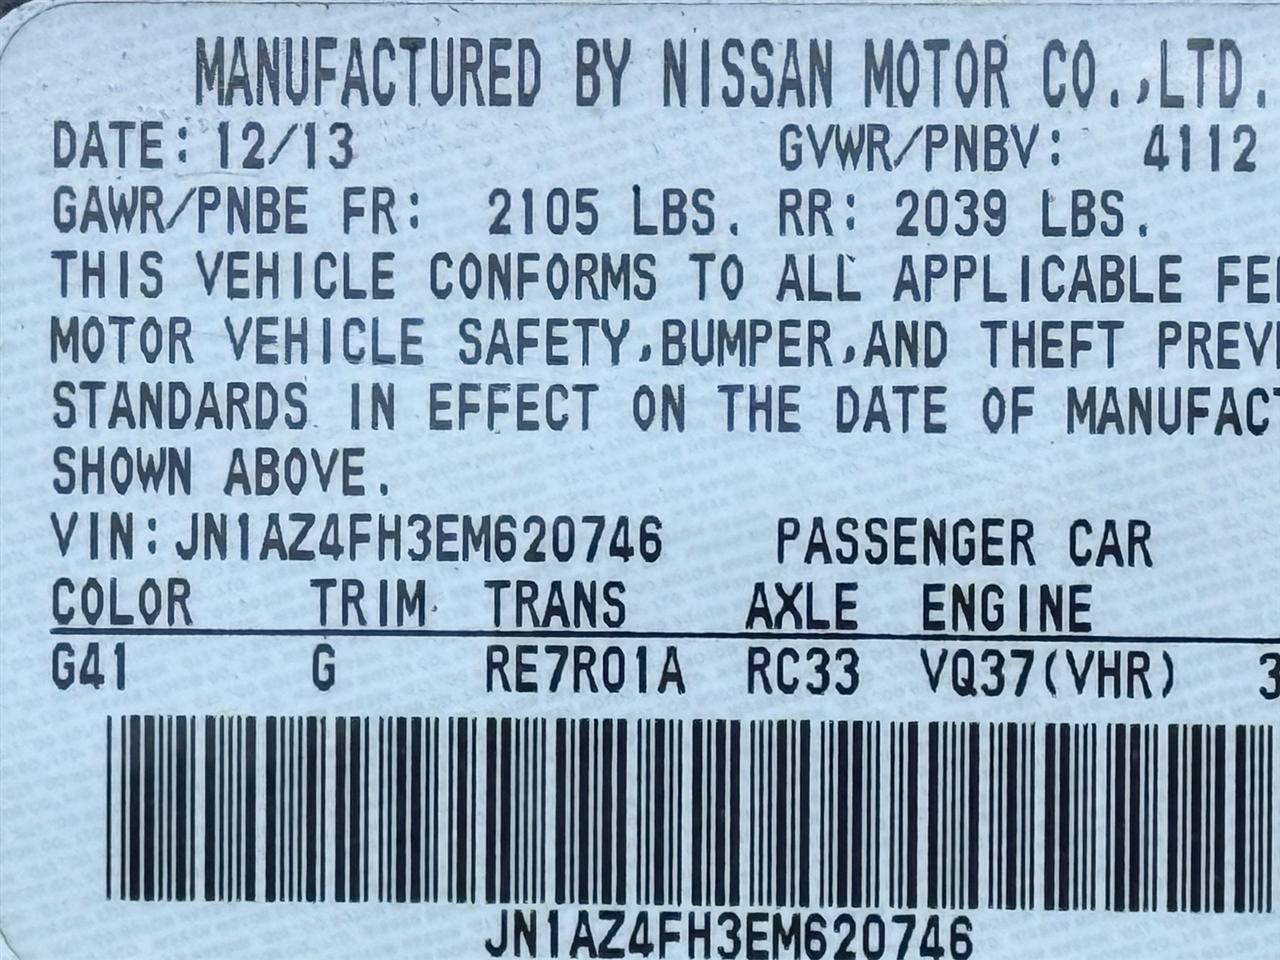 MANUFACTURED BY NISSAN MOTOR CO.,LTD.
DATE: 12/13 GVWR/PNBV: 4112
GAWR/PNBE FR: 2105 LBS. RR: 2039 LBS.
THIS VEHICLE CONFORMS TO ALL APPLICABLE
MOTOR VEHICLE SAFETY,BUMPER,AND THEFT
STANDARDS IN EFFECT ON THE DATE OF
SHOWN ABOVE.
VIN:JN1AZ4FH3EM620746 PASSENGER CAR
COLOR TRIM TRANS AXLE ENGINE
G41 G RE7R01A RC33 VQ37(VHR) 3
JN1AZ4FH3EM620746